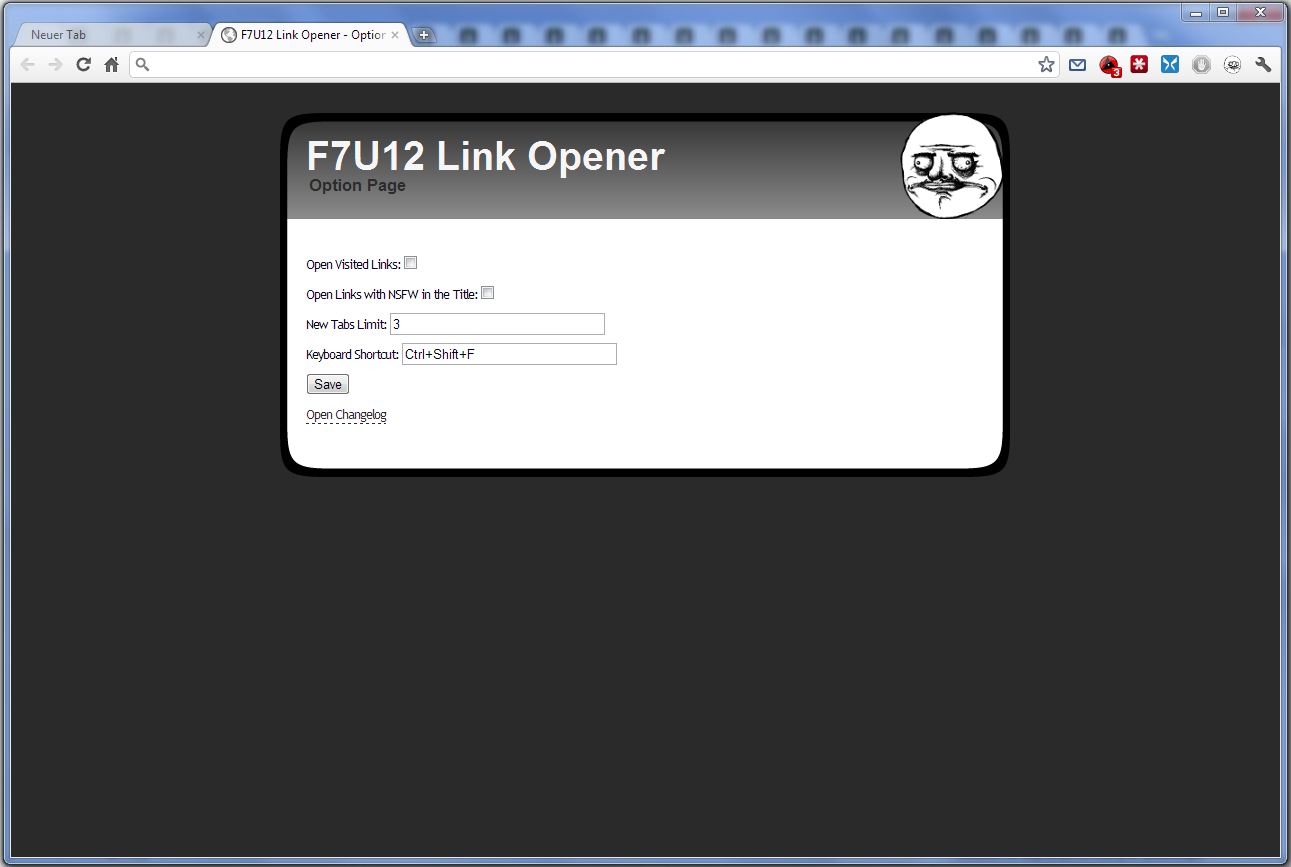 Neuer Tab
F7U12 Link Opener - Option
F7U12 Link Opener
Option Page
Open Visited Links:
Open Links with NSFW in the Title:
New Tabs Limit: 3
Keyboard Shortcut: Ctrl+Shift+F
Save
Open Changelog
3